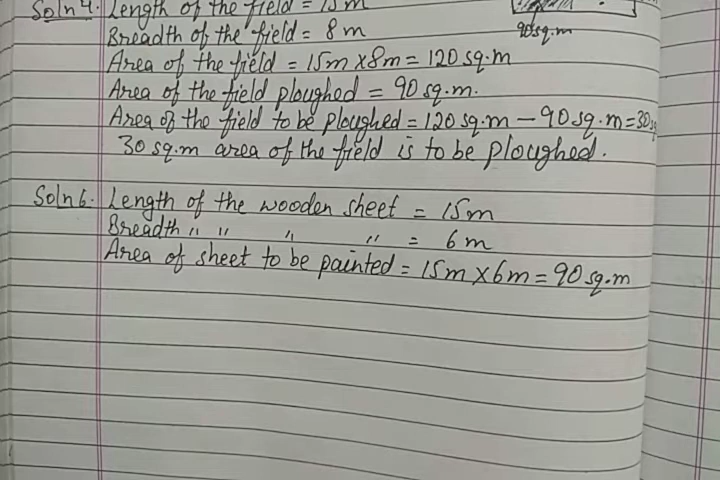 Soln 4. Length of the field = 15 m
90sq.m
Breadth of the field = 8 m
Area of the field = 15m x 8m = 120 sq.m
Area of the field ploughed = 90 sq.m.
Area of the field to be ploughed = 120 sq.m - 90 sq.m = 30
30 sq.m area of the field is to be ploughed.
Soln 6. Length of the wooden sheet = 15m
Breadth " " " " = 6 m
Area of sheet to be painted = 15m x 6m = 90 sq.m